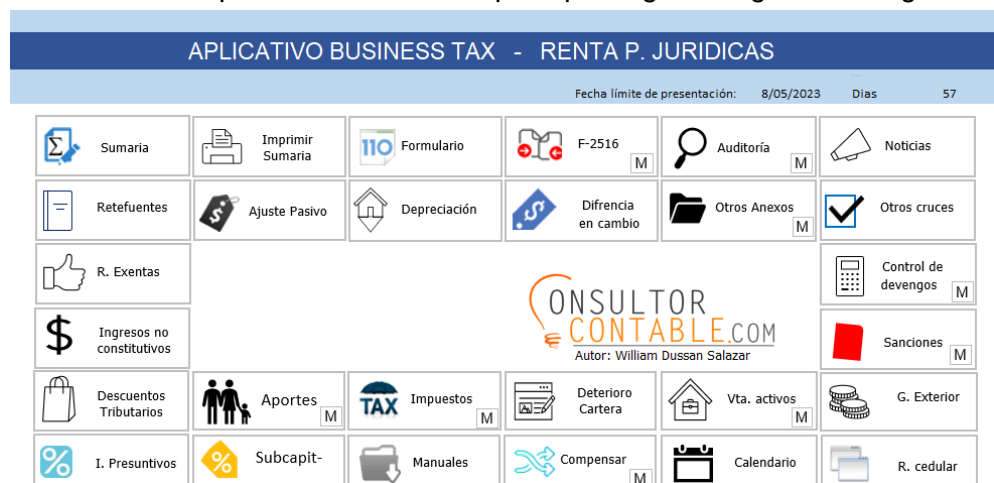 APLICATIVO BUSINESS TAX - RENTA P. JURIDICAS
Fecha límite de presentación: 8/05/2023 Dias 57
Sumaria
Imprimir
Sumaria
110 Formulario
F-2516
M
Auditoría
M
Noticias
Retefuentes
Ajuste Pasivo
Depreciación
Difrencia
en cambio
Otros Anexos
M
Otros cruces
R. Exentas
Control de
devengos
M
Ingresos no
constitutivos
CONSULTOR
CONTABLE.COM
Autor: William Dussan Salazar
Sanciones
M
Descuentos
Tributarios
Aportes
M
TAX Impuestos
M
Deterioro
Cartera
Vta. activos
M
G. Exterior
I. Presuntivos
Subcapit-
Manuales
Compensar
M
Calendario
R. cedular